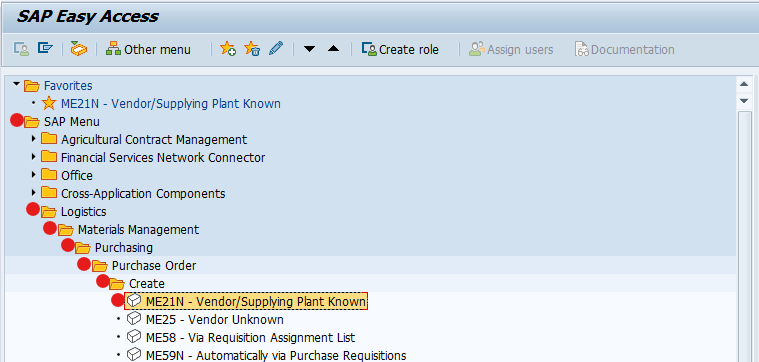 SAP Easy Access
Other menu Create role Assign users Documentation
Favorites
ME21N - Vendor/Supplying Plant Known
SAP Menu
Agricultural Contract Management
Financial Services Network Connector
Office
Cross-Application Components
Logistics
Materials Management
Purchasing
Purchase Order
Create
ME21N - Vendor/Supplying Plant Known
ME25 - Vendor Unknown
ME58 - Via Requisition Assignment List
ME59N - Automatically via Purchase Requisitions